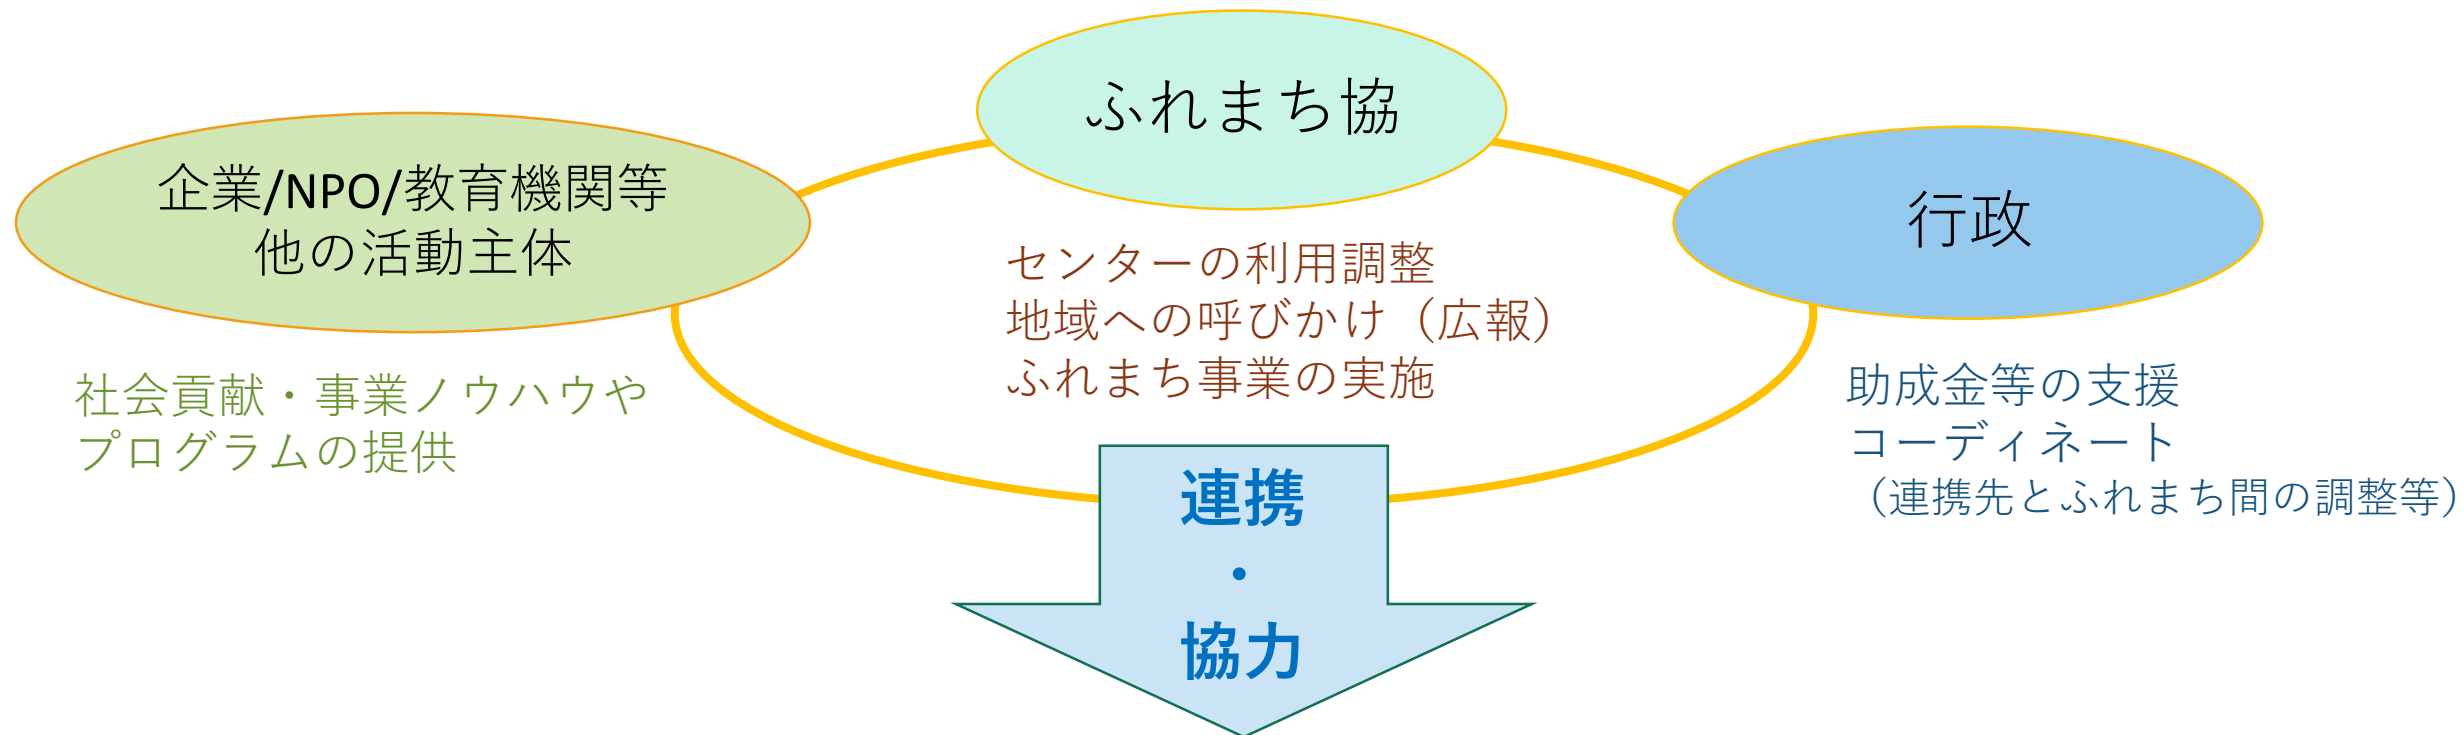 ふれまち協
企業/NPO/教育機関等
他の活動主体
行政
センターの利用調整
地域への呼びかけ（広報）
ふれまち事業の実施
社会貢献・事業ノウハウや
プログラムの提供
助成金等の支援
コーディネート
（連携先とふれまち間の調整等）
連携
・
協力